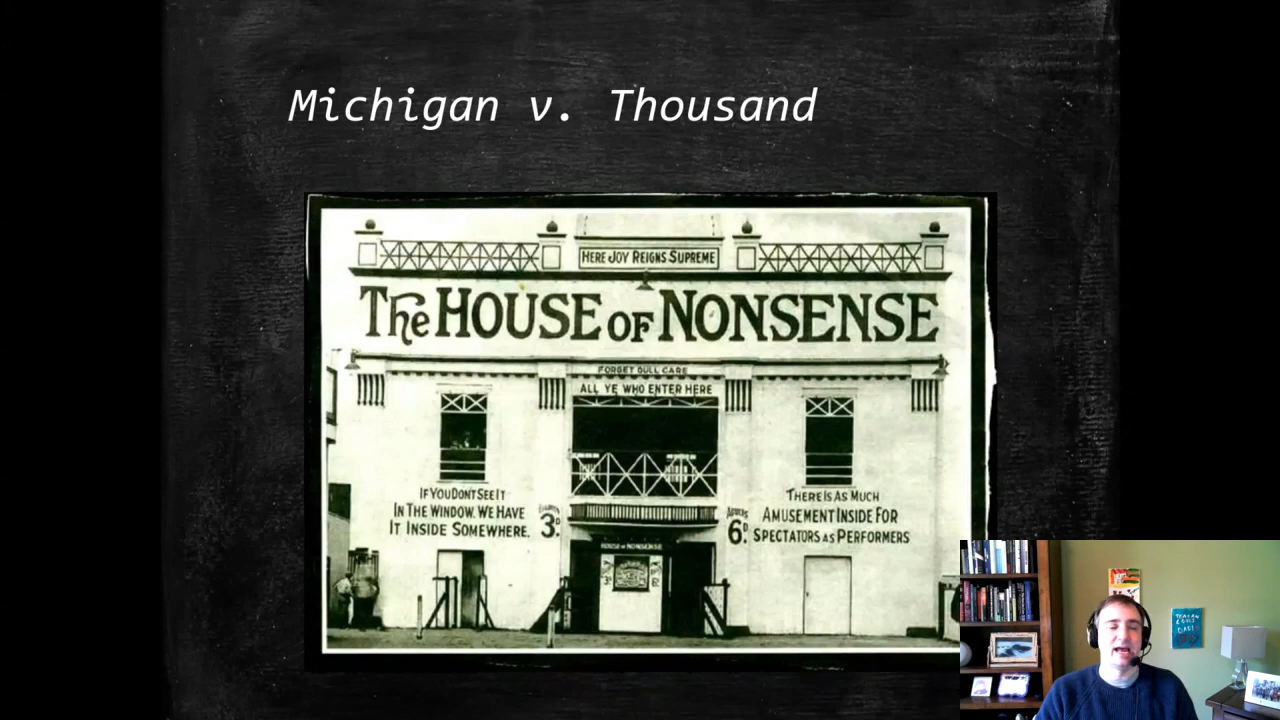 Michigan v. Thousand
HERE JOY REIGNS SUPREME
The HOUSE OF NONSENSE
FORGET DULL CARE
ALL YE WHO ENTER HERE
IF YOU DONT SEE IT
IN THE WINDOW. WE HAVE
IT INSIDE SOMEWHERE.
3D.
ADULTS
6D.
THERE IS AS MUCH
AMUSEMENT INSIDE FOR
SPECTATORS AS PERFORMERS
HOUSE OF NONSENSE